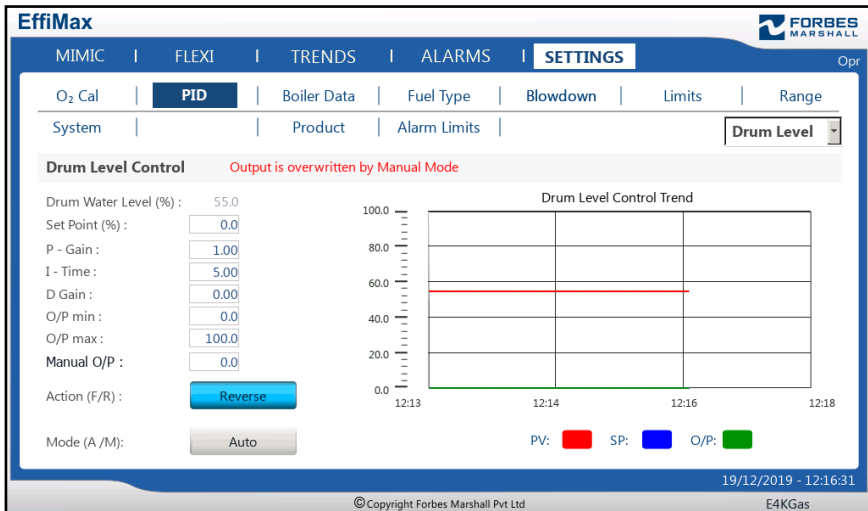 EffiMax
FORBES
MARSHALL
MIMIC I FLEXI I TRENDS I ALARMS I SETTINGS
Opr
O₂ Cal | PID | Boiler Data | Fuel Type | Blowdown | Limits | Range
System | | Product | Alarm Limits |
Drum Level
Drum Level Control Output is overwritten by Manual Mode
Drum Water Level (%) : 55.0
Set Point (%) : 0.0
P - Gain : 1.00
I - Time : 5.00
D Gain : 0.00
O/P min : 0.0
O/P max : 100.0
Manual O/P : 0.0
Action (F/R) : Reverse
Mode (A /M): Auto
Drum Level Control Trend
100.0
80.0
60.0
40.0
20.0
0.0
12:13 12:14 12:16 12:18
PV: SP: O/P:
19/12/2019 - 12:16:31
© Copyright Forbes Marshall Pvt Ltd
E4KGas